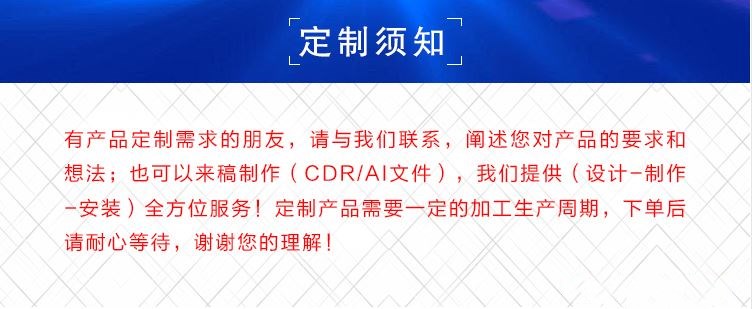 定制须知
有产品定制需求的朋友，请与我们联系，阐述您对产品的要求和
想法；也可以来稿制作（CDR/AI文件），我们提供（设计-制作
-安装）全方位服务！定制产品需要一定的加工生产周期，下单后
请耐心等待，谢谢您的理解！